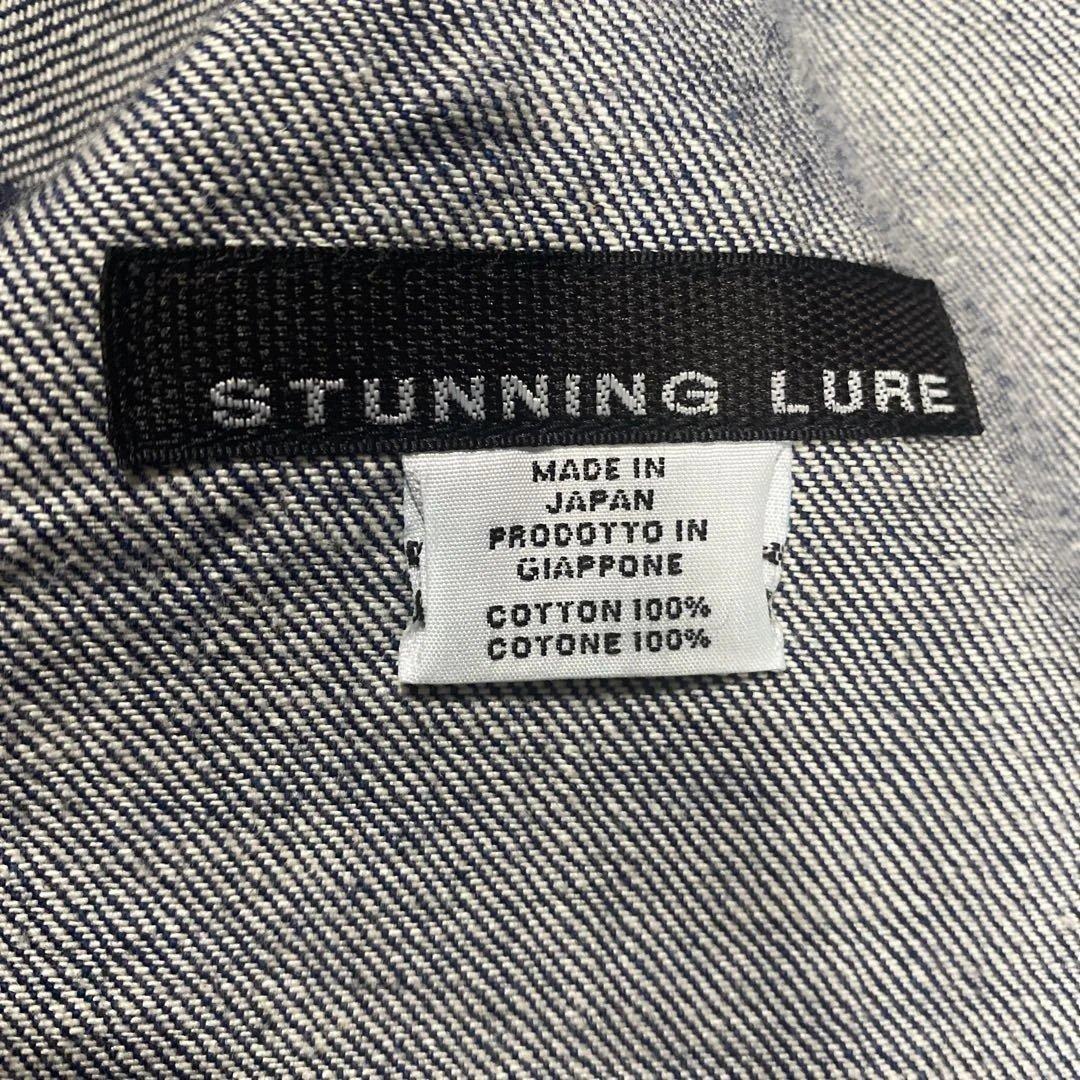 STUNNING LURE
MADE IN
JAPAN
PRODOTTO IN
GIAPPONE
COTTON 100%
COTONE 100%